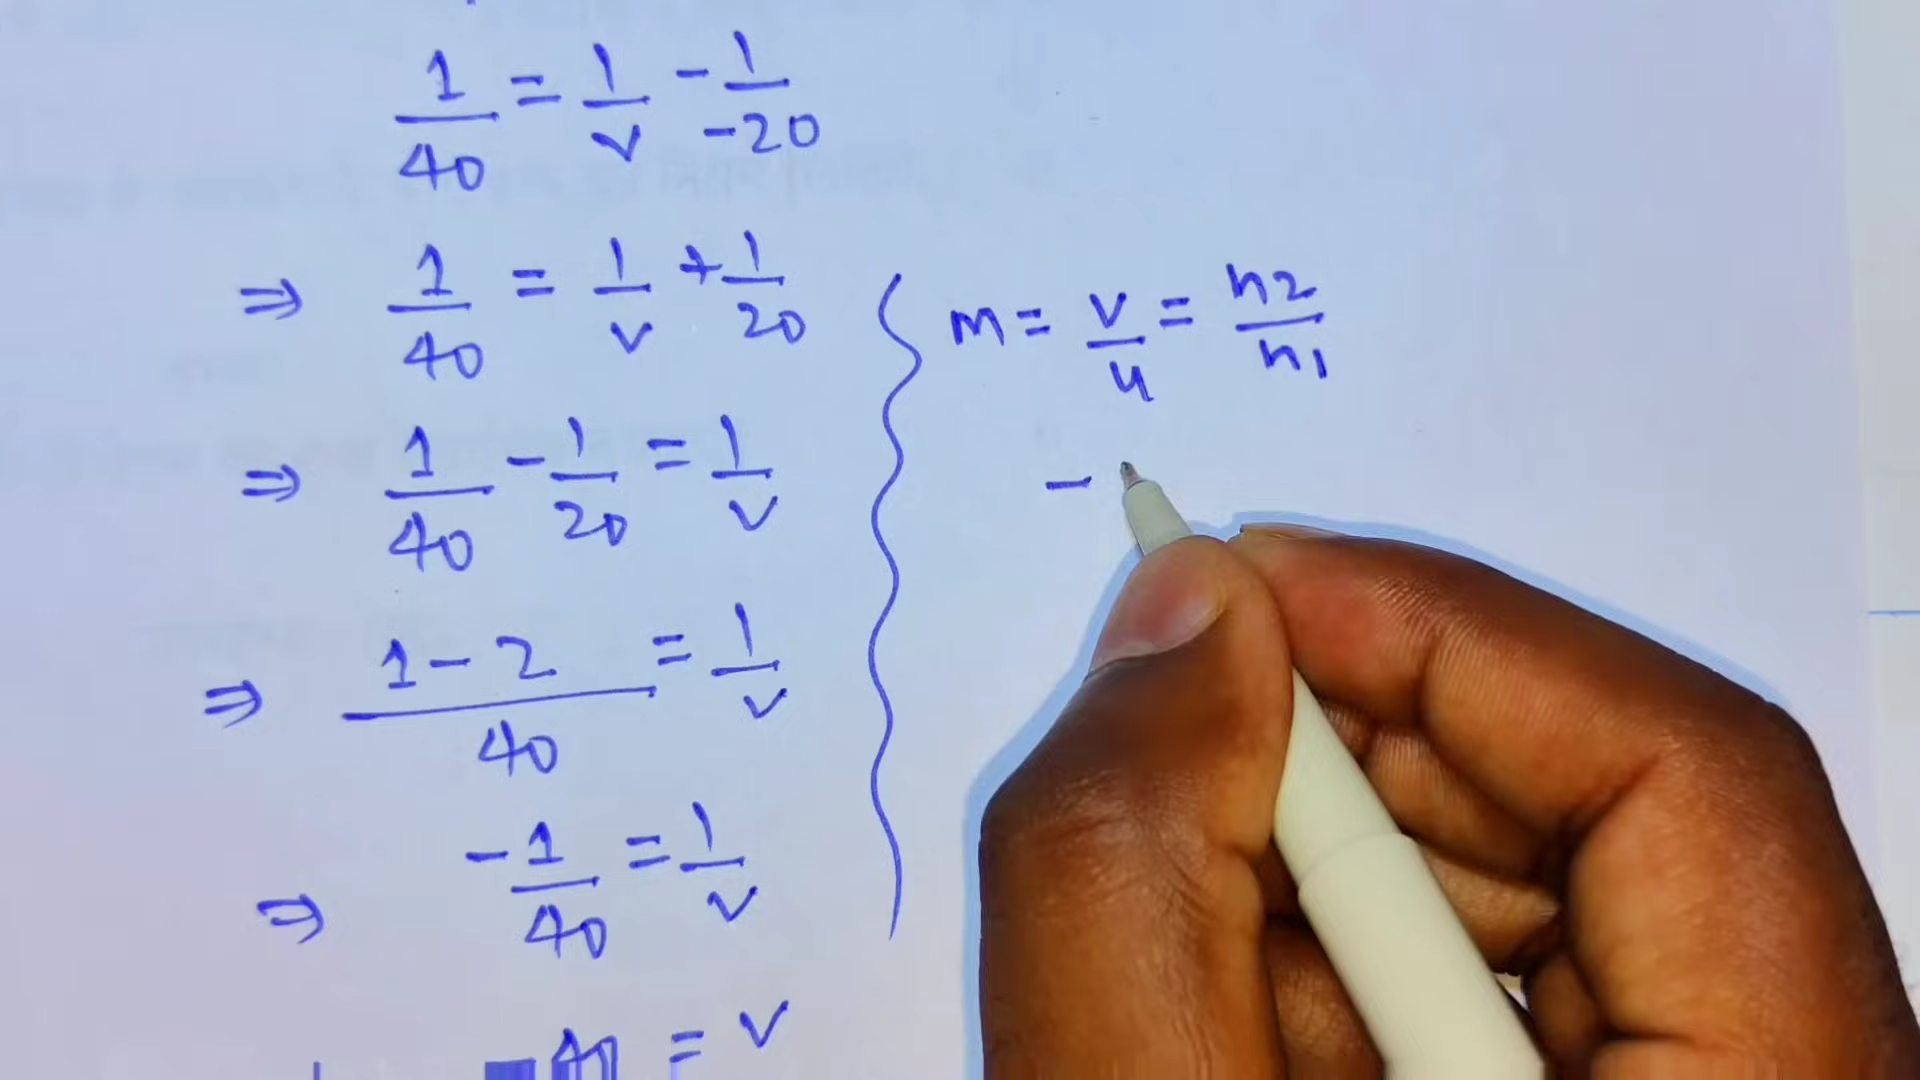 1/40 = 1/v - 1/-20
⇒ 1/40 = 1/v + 1/20
⇒ 1/40 - 1/20 = 1/v
⇒ 1-2/40 = 1/v
⇒ -1/40 = 1/v
40 = v
m = v/u = h2/h1
-